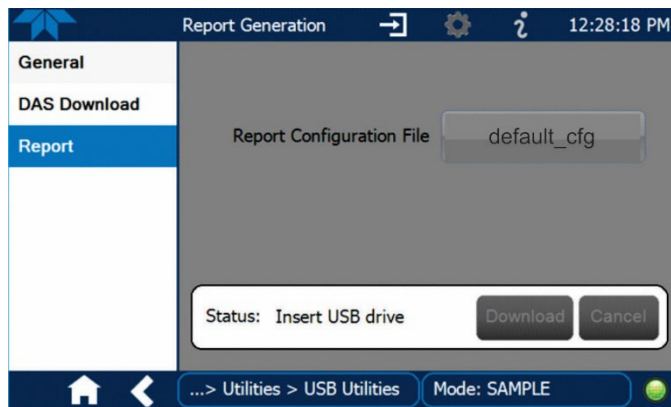 Report Generation 12:28:18 PM
General
DAS Download
Report
Report Configuration File default_cfg
Status: Insert USB drive Download Cancel
...> Utilities > USB Utilities Mode: SAMPLE